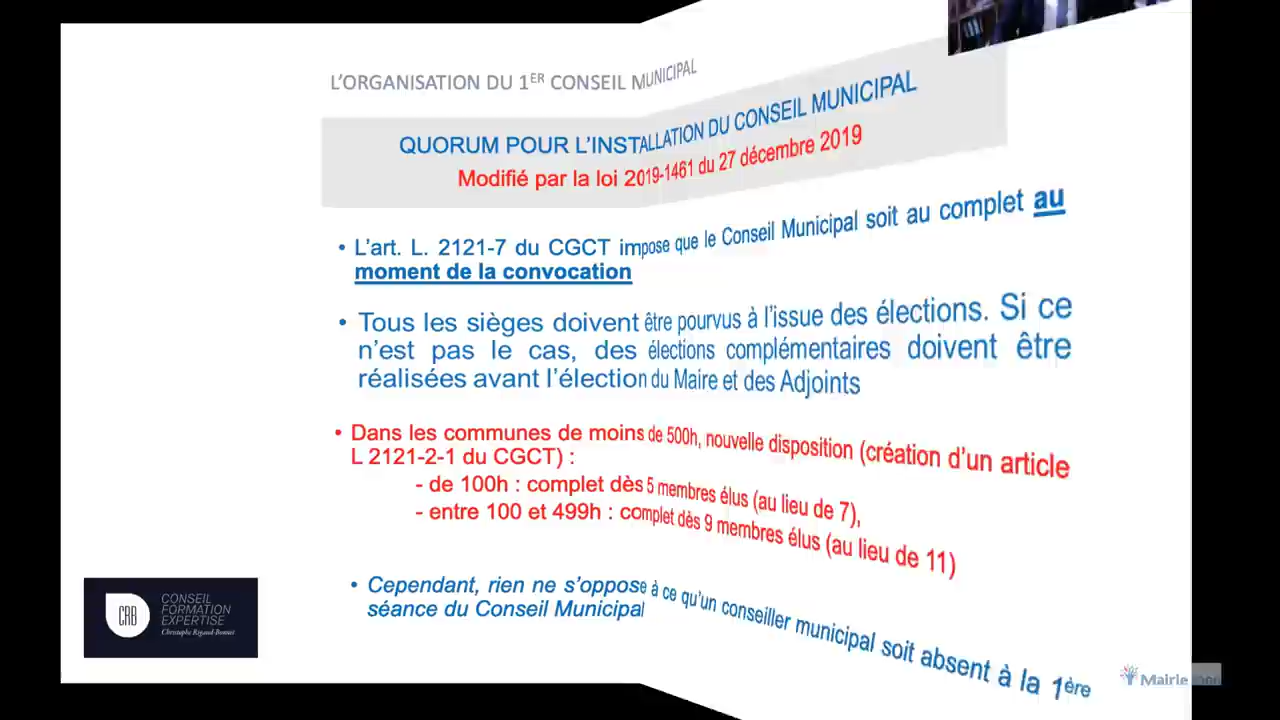 L'ORGANISATION DU 1ER CONSEIL MUNICIPAL
QUORUM POUR L'INSTALLATION DU CONSEIL MUNICIPAL
Modifié par la loi 2019-1461 du 27 décembre 2019
• L'art. L. 2121-7 du CGCT impose que le Conseil Municipal soit au complet au
moment de la convocation
• Tous les sièges doivent être pourvus à l'issue des élections. Si ce
n'est pas le cas, des élections complémentaires doivent être
réalisées avant l'élection du Maire et des Adjoints
• Dans les communes de moins de 500h, nouvelle disposition (création d'un article
L 2121-2-1 du CGCT) :
- de 100h : complet dès 5 membres élus (au lieu de 7),
- entre 100 et 499h : complet dès 9 membres élus (au lieu de 11)
• Cependant, rien ne s'oppose à ce qu'un conseiller municipal soit absent à la 1ère
séance du Conseil Municipal
CRB
CONSEIL
FORMATION
EXPERTISE
Christophe Rigaud-Bonnet
Mairie